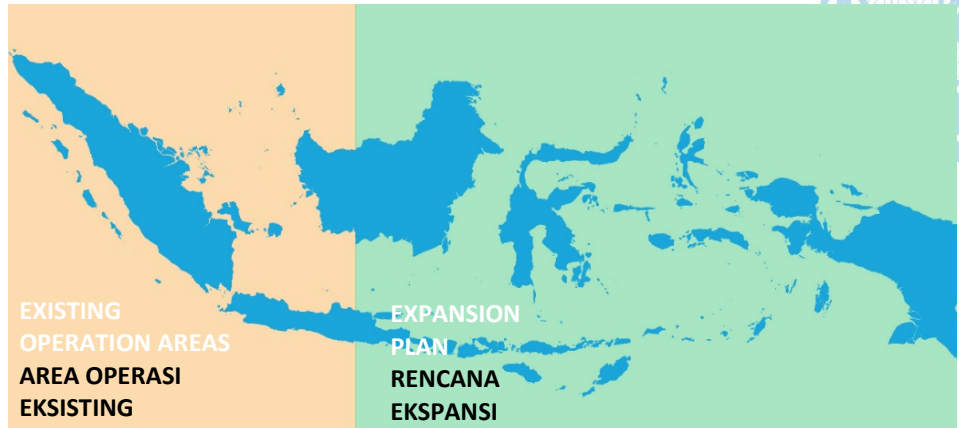 EXISTING
OPERATION AREAS
AREA OPERASI
EKSISTING
EXPANSION
PLAN
RENCANA
EKSPANSI